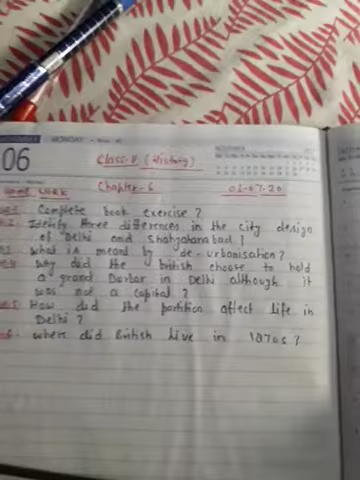 MONDAY
NOVEMBER
06
Class-V (History)
HOME WORK
Chapter-6
Complete book exercise ?
Identify three differences in the city design
of Delhi and Shahjahanabad !
what is meant by de-urbanisation?
why did the british choose to hold
a grand Darbar in Delhi although it
was not a capital ?
How did the partition affect life in
Delhi ?
where did British live in 1870s ?